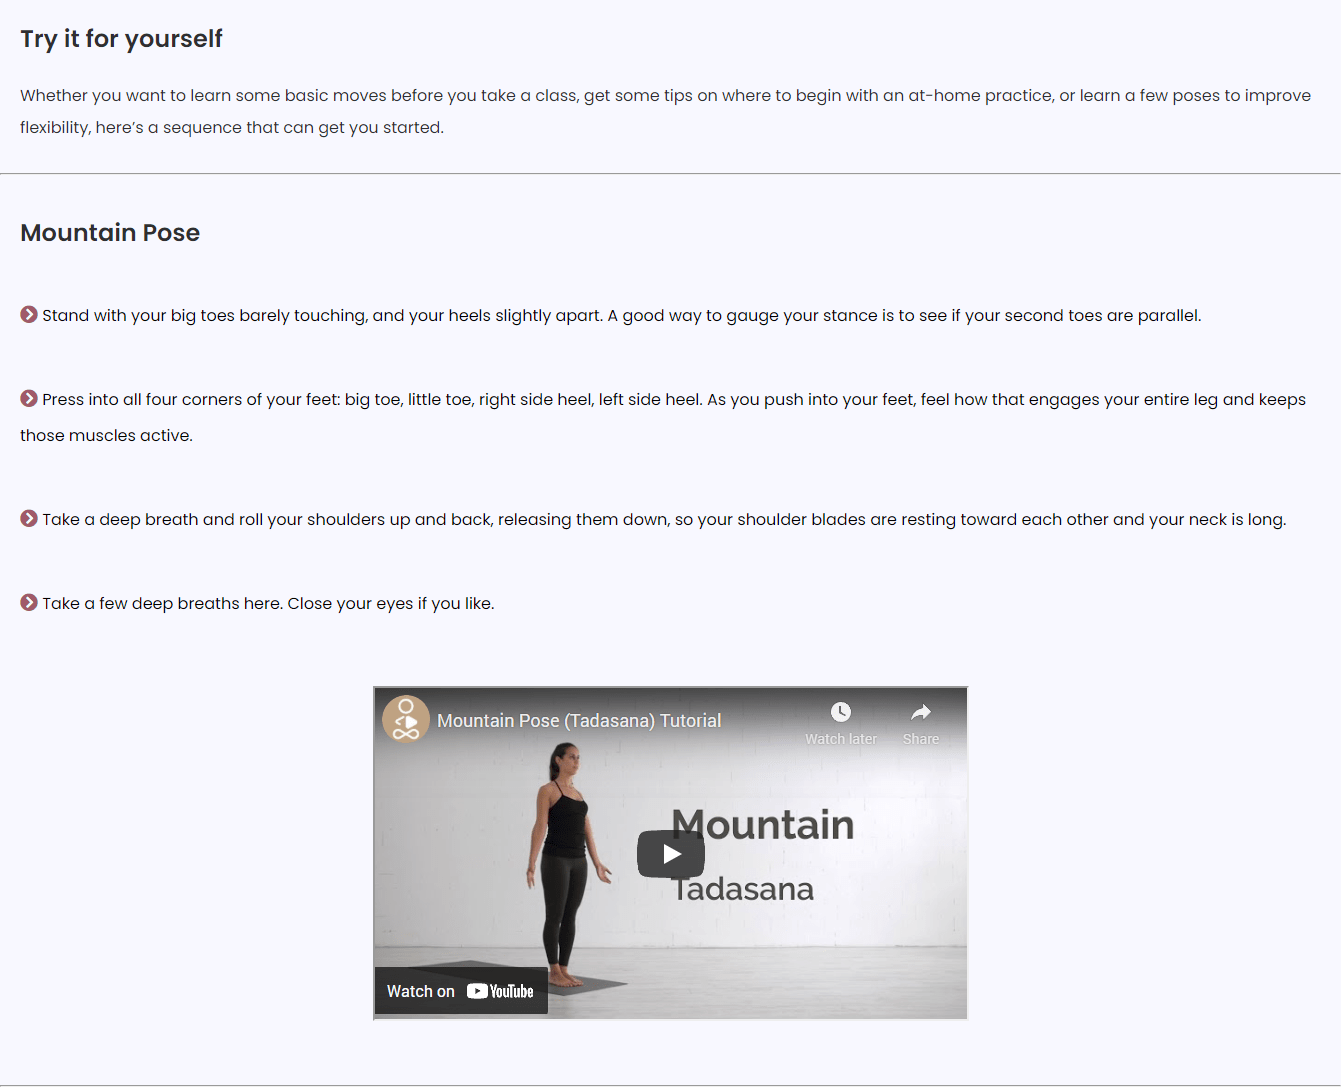 Try it for yourself
Whether you want to learn some basic moves before you take a class, get some tips on where to begin with an at-home practice, or learn a few poses to improve
flexibility, here’s a sequence that can get you started.
Mountain Pose
Stand with your big toes barely touching, and your heels slightly apart. A good way to gauge your stance is to see if your second toes are parallel.
Press into all four corners of your feet: big toe, little toe, right side heel, left side heel. As you push into your feet, feel how that engages your entire leg and keeps
those muscles active.
Take a deep breath and roll your shoulders up and back, releasing them down, so your shoulder blades are resting toward each other and your neck is long.
Take a few deep breaths here. Close your eyes if you like.
Mountain Pose (Tadasana) Tutorial
Watch later
Share
Mountain
Tadasana
Watch on YouTube